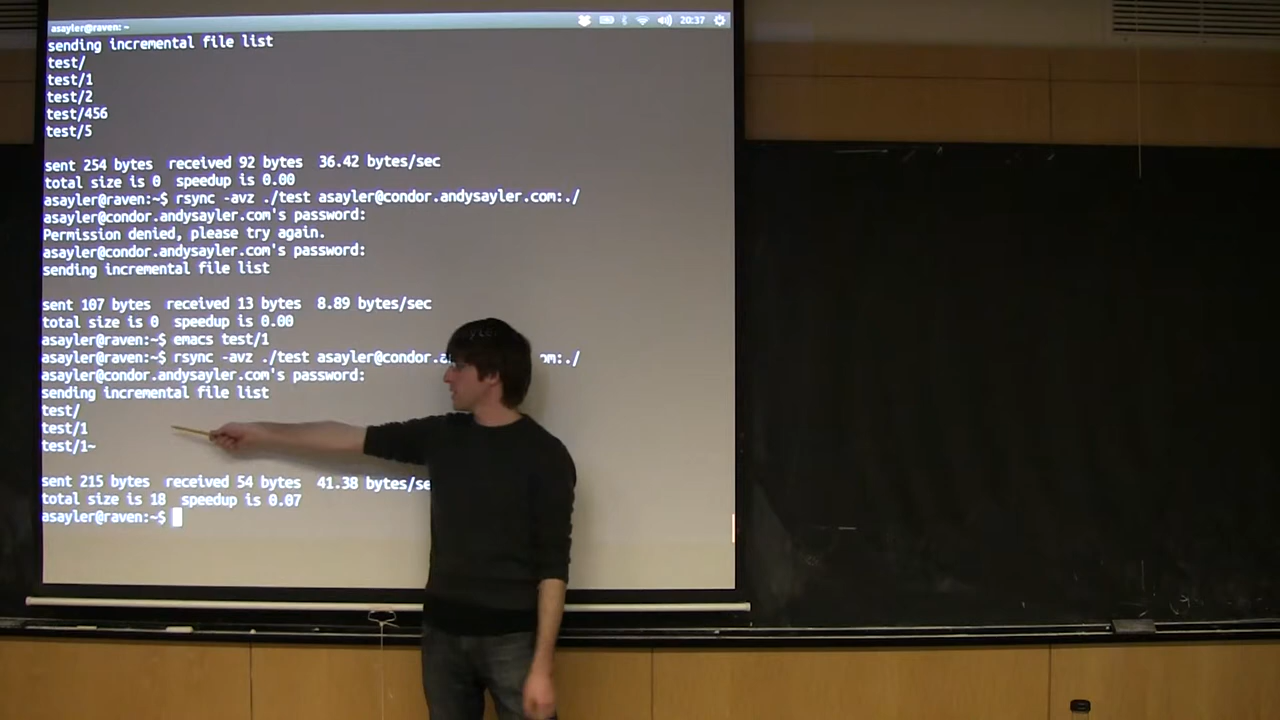 asayler@raven: ~
20:37
sending incremental file list
test/
test/1
test/2
test/456
test/5
sent 254 bytes  received 92 bytes  36.42 bytes/sec
total size is 0  speedup is 0.00
asayler@raven:~$ rsync -avz ./test asayler@condor.andysayler.com:./
asayler@condor.andysayler.com's password:
Permission denied, please try again.
asayler@condor.andysayler.com's password:
sending incremental file list
sent 107 bytes  received 13 bytes  8.89 bytes/sec
total size is 0  speedup is 0.00
asayler@raven:~$ emacs test/1
asayler@raven:~$ rsync -avz ./test asayler@condor.a om:./
asayler@condor.andysayler.com's password:
sending incremental file list
test/
test/1
test/1~
sent 215 bytes  received 54 bytes  41.38 bytes/se
total size is 18  speedup is 0.07
asayler@raven:~$